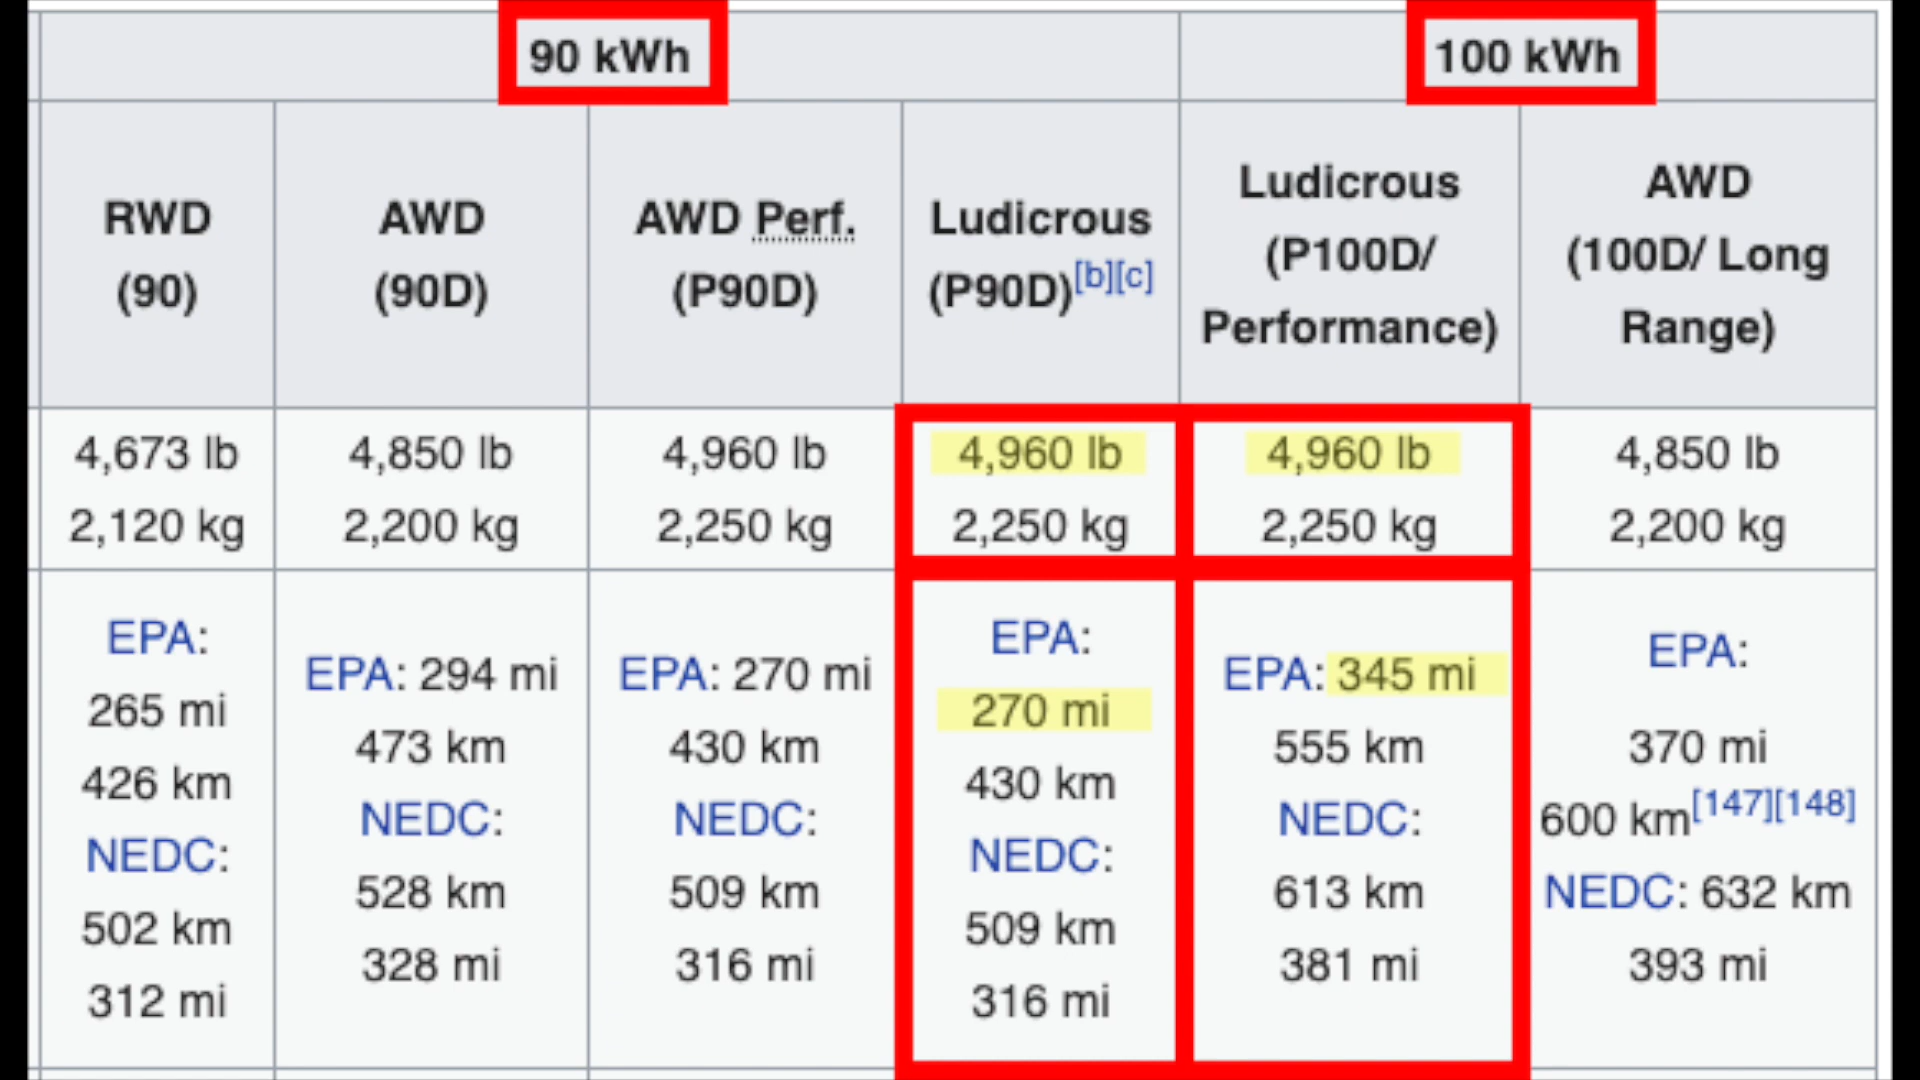 90 kWh
100 kWh
RWD
(90)
AWD
(90D)
AWD Perf.
(P90D)
Ludicrous
(P90D)[b][c]
Ludicrous
(P100D/
Performance)
AWD
(100D/ Long
Range)
4,673 lb
2,120 kg
4,850 lb
2,200 kg
4,960 lb
2,250 kg
4,960 lb
2,250 kg
4,960 lb
2,250 kg
4,850 lb
2,200 kg
EPA:
265 mi
426 km
NEDC:
502 km
312 mi
EPA: 294 mi
473 km
NEDC:
528 km
328 mi
EPA: 270 mi
430 km
NEDC:
509 km
316 mi
EPA:
270 mi
430 km
NEDC:
509 km
316 mi
EPA: 345 mi
555 km
NEDC:
613 km
381 mi
EPA:
370 mi
600 km[147][148]
NEDC: 632 km
393 mi